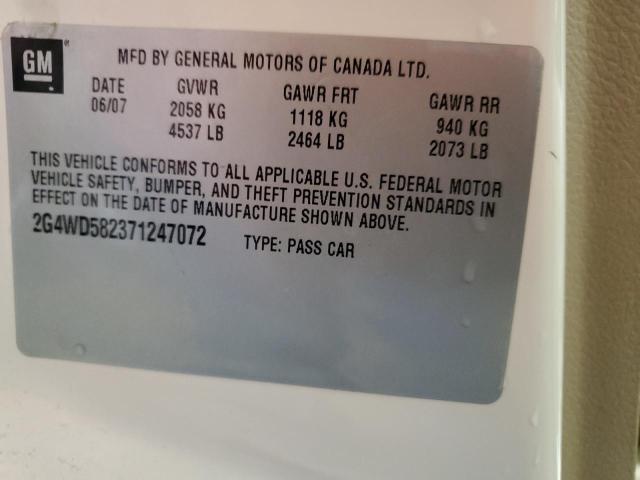 GM®
MFD BY GENERAL MOTORS OF CANADA LTD.
DATE GVWR GAWR FRT GAWR RR
06/07 2058 KG 1118 KG 940 KG
4537 LB 2464 LB 2073 LB
THIS VEHICLE CONFORMS TO ALL APPLICABLE U.S. FEDERAL MOTOR
VEHICLE SAFETY, BUMPER, AND THEFT PREVENTION STANDARDS IN
EFFECT ON THE DATE OF MANUFACTURE SHOWN ABOVE.
2G4WD582371247072 TYPE: PASS CAR